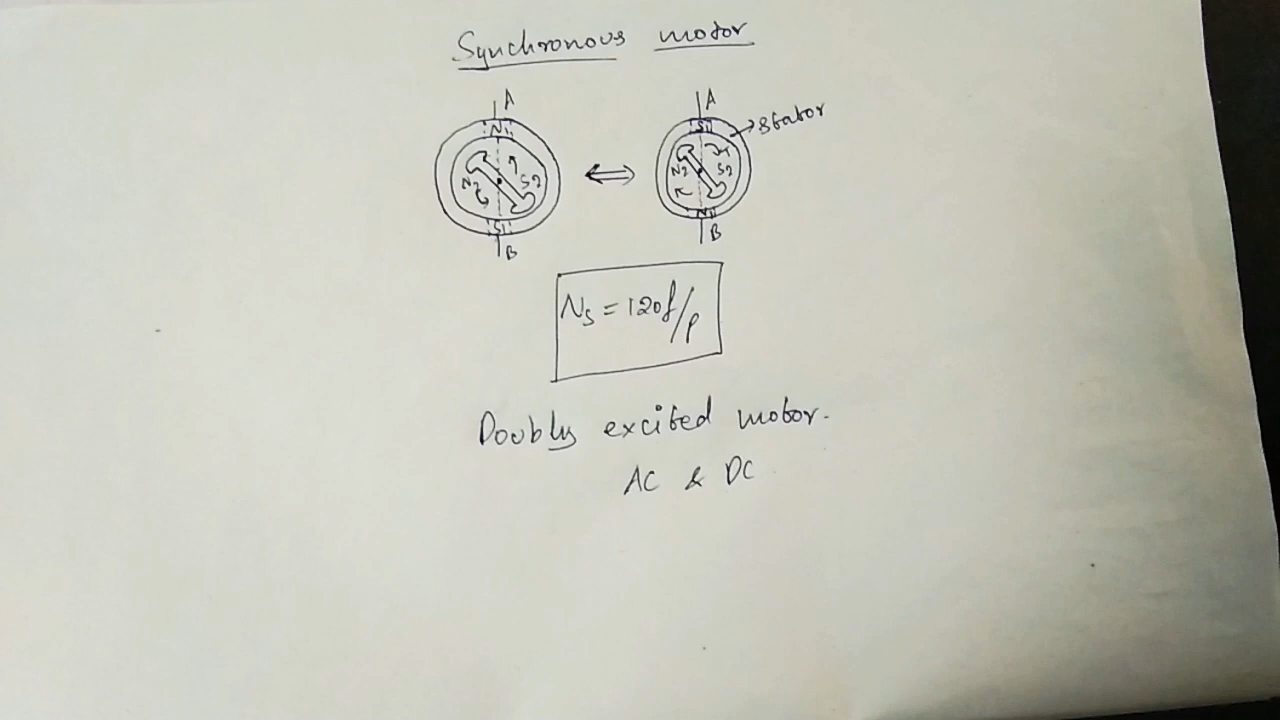 Synchronous motor
A A
N1 S1 → stator
N2 S2 ⇔ N2 S2
S1 N1
B B
Ns = 120f/p
Doubly excited motor.
AC & DC